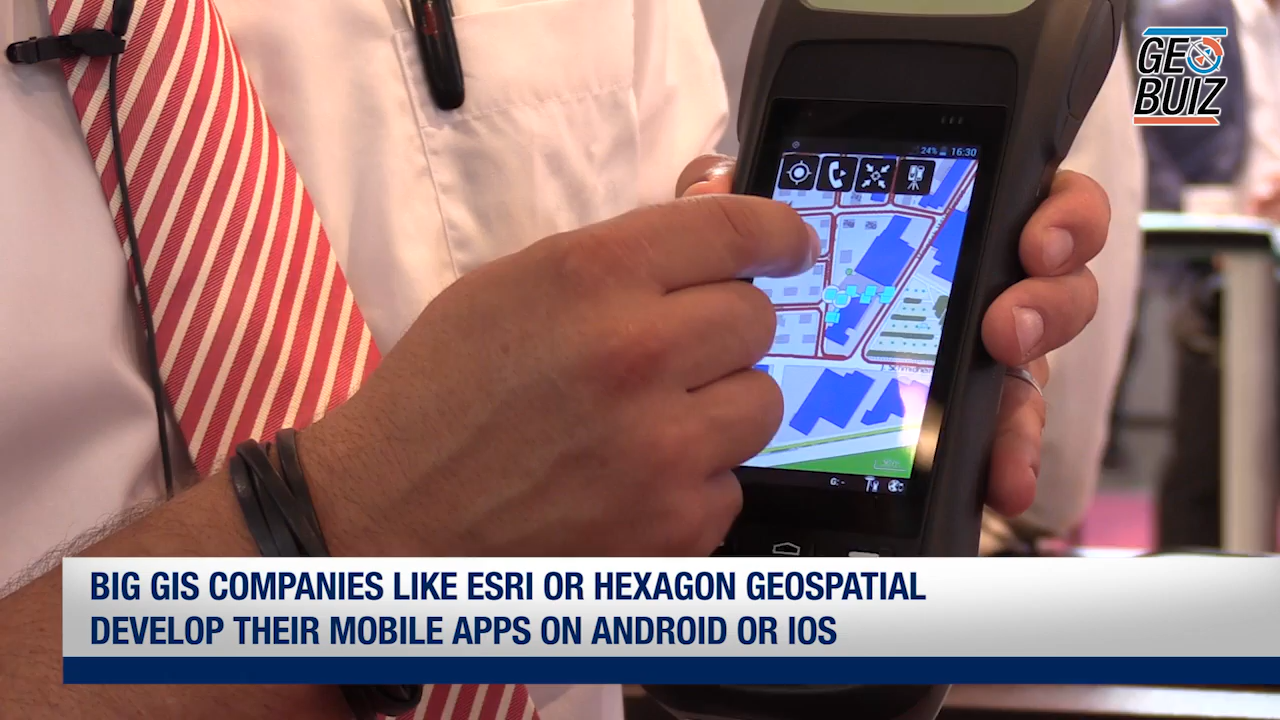 GEO
BUIZ
24% 16:30
G: -
BIG GIS COMPANIES LIKE ESRI OR HEXAGON GEOSPATIAL
DEVELOP THEIR MOBILE APPS ON ANDROID OR IOS